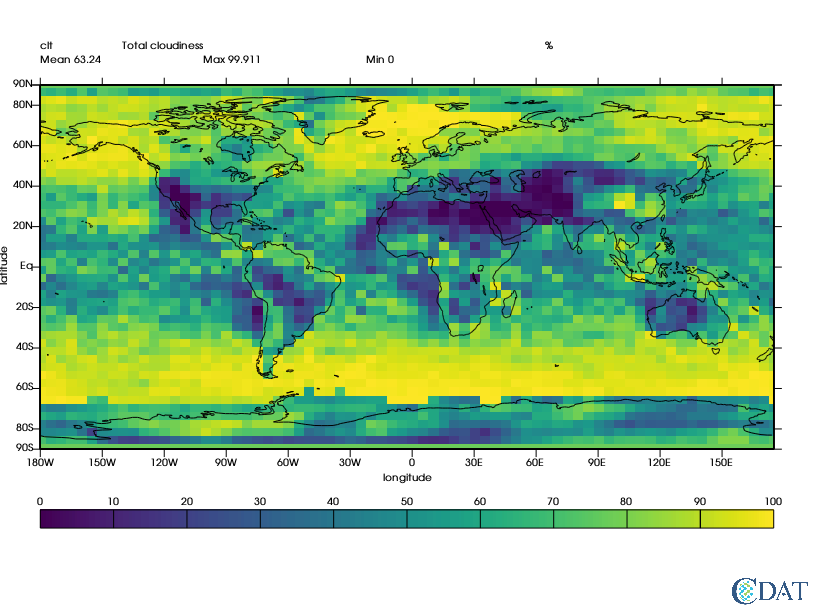 clt Total cloudiness %
Mean 63.24 Max 99.911 Min 0
90N
80N
60N
40N
20N
Eq
20S
40S
60S
80S
90S
latitude
180W 150W 120W 90W 60W 30W 0 30E 60E 90E 120E 150E
longitude
0 10 20 30 40 50 60 70 80 90 100
CDAT